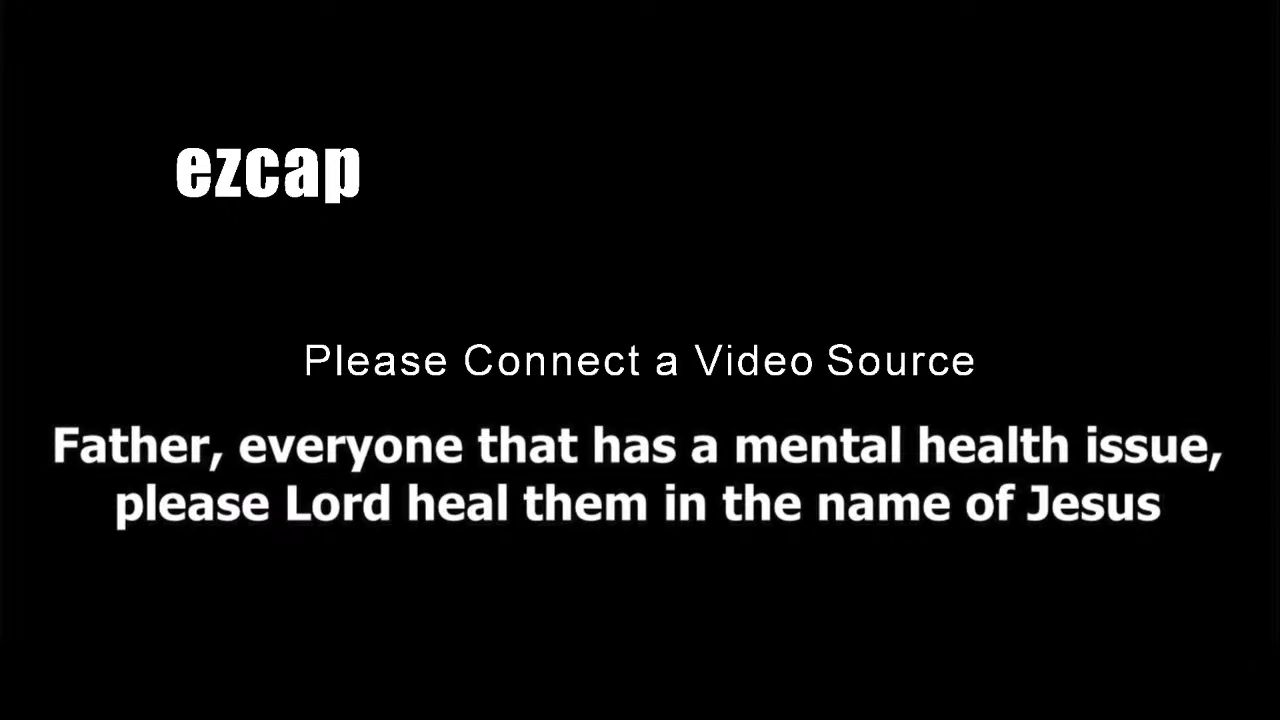 ezcap
Please Connect a Video Source
Father, everyone that has a mental health issue,
please Lord heal them in the name of Jesus